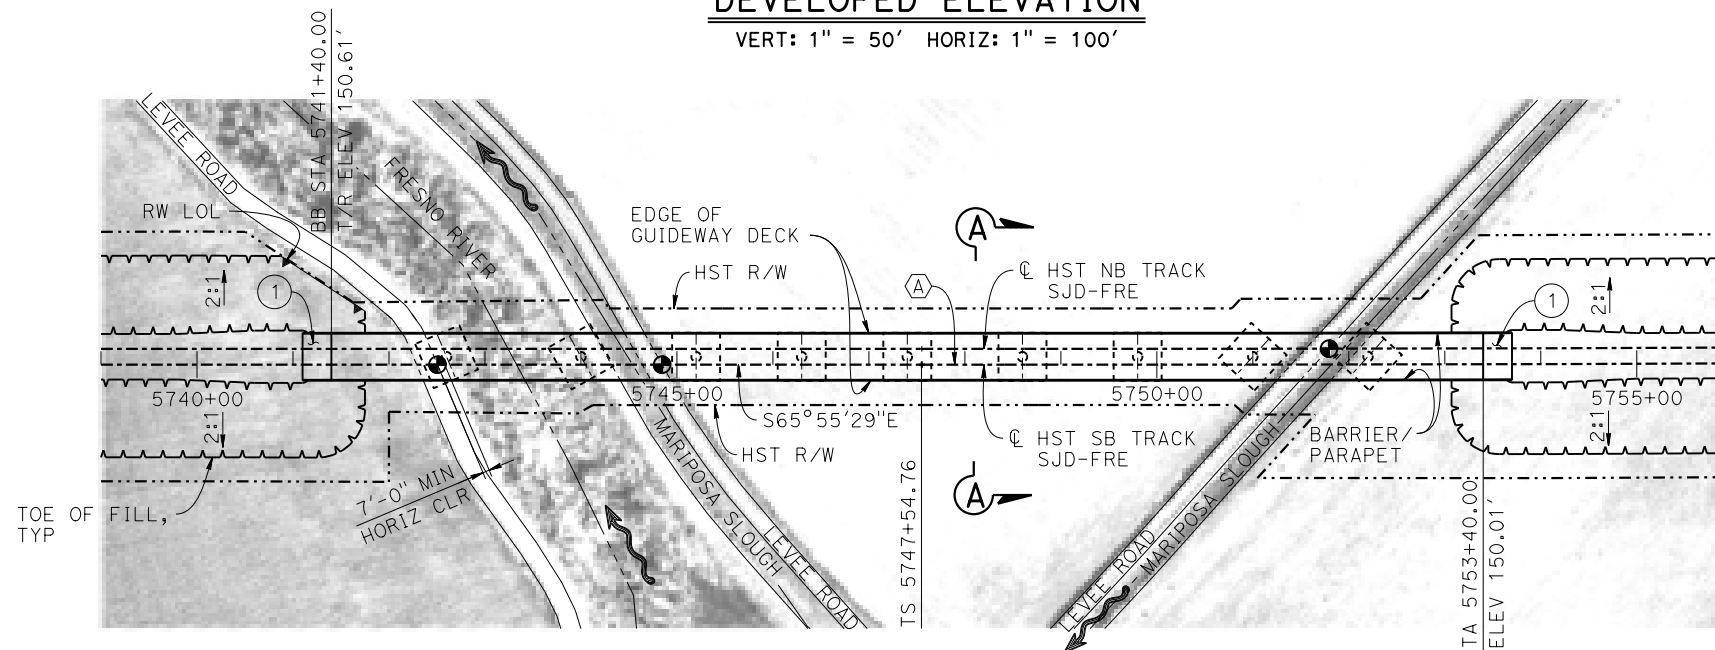 DEVELOPED ELEVATION
VERT: 1" = 50' HORIZ: 1" = 100'
BB STA 5741+40.00
T/R ELEV 150.61'
LEVEE ROAD
FRESNO RIVER
RW LOL
EDGE OF
GUIDEWAY DECK
A
HST R/W
A
℄ HST NB TRACK
SJD-FRE
2:1
1
2:1
1
5740+00
5745+00
5750+00
5755+00
2:1
S65°55'29"E
2:1
MARIPOSA SLOUGH
HST R/W
℄ HST SB TRACK
SJD-FRE
BARRIER/
PARAPET
7'-0" MIN
HORIZ CLR
A
TOE OF FILL,
TYP
LEVEE ROAD
TS 5747+54.76
LEVEE ROAD
MARIPOSA SLOUGH
TA 5753+40.00
ELEV 150.01'